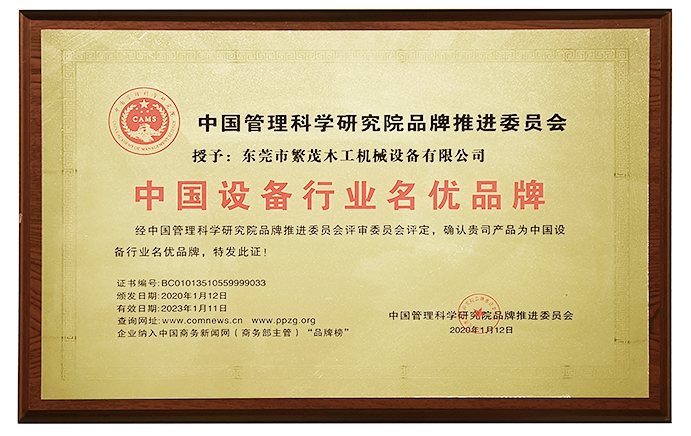 CAMS
中国管理科学研究院品牌推进委员会
授予：东莞市繁茂木工机械设备有限公司
中国设备行业名优品牌
经中国管理科学研究院品牌推进委员会评审委员会评定，确认贵司产品为中国设
备行业名优品牌，特发此证！
证书编号:BC01013510559999033
颁发日期:2020年1月12日
有效日期:2023年1月11日
查询网址:www.comnews.cn www.ppzg.org
企业纳入中国商务新闻网（商务部主管）“品牌榜”
中国管理科学研究院品牌推进委员会
2020年1月12日